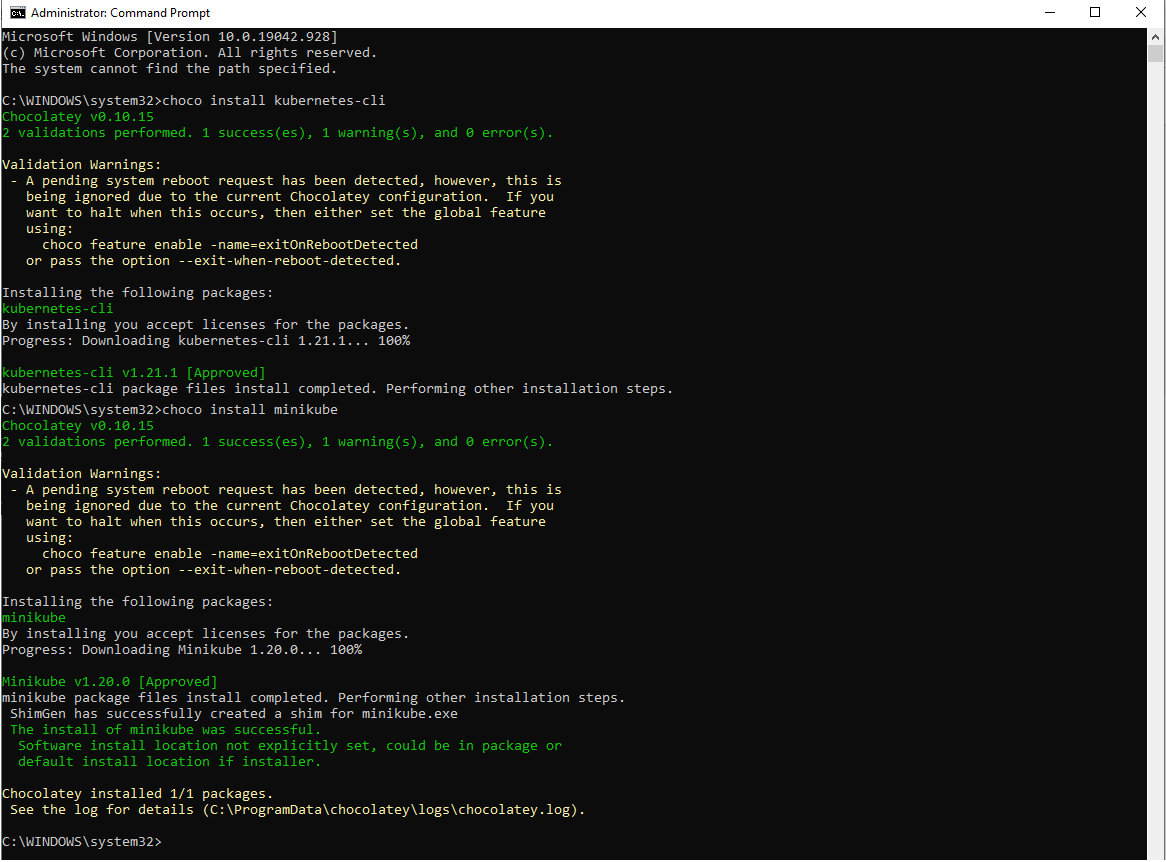 Administrator: Command Prompt
Microsoft Windows [Version 10.0.19042.928]
(c) Microsoft Corporation. All rights reserved.
The system cannot find the path specified.
C:\WINDOWS\system32>choco install kubernetes-cli
Chocolatey v0.10.15
2 validations performed. 1 success(es), 1 warning(s), and 0 error(s).
Validation Warnings:
- A pending system reboot request has been detected, however, this is
being ignored due to the current Chocolatey configuration.  If you
want to halt when this occurs, then either set the global feature
using:
choco feature enable -name=exitOnRebootDetected
or pass the option --exit-when-reboot-detected.
Installing the following packages:
kubernetes-cli
By installing you accept licenses for the packages.
Progress: Downloading kubernetes-cli 1.21.1... 100%
kubernetes-cli v1.21.1 [Approved]
kubernetes-cli package files install completed. Performing other installation steps.
C:\WINDOWS\system32>choco install minikube
Chocolatey v0.10.15
2 validations performed. 1 success(es), 1 warning(s), and 0 error(s).
Validation Warnings:
- A pending system reboot request has been detected, however, this is
being ignored due to the current Chocolatey configuration.  If you
want to halt when this occurs, then either set the global feature
using:
choco feature enable -name=exitOnRebootDetected
or pass the option --exit-when-reboot-detected.
Installing the following packages:
minikube
By installing you accept licenses for the packages.
Progress: Downloading Minikube 1.20.0... 100%
Minikube v1.20.0 [Approved]
minikube package files install completed. Performing other installation steps.
ShimGen has successfully created a shim for minikube.exe
The install of minikube was successful.
Software install location not explicitly set, could be in package or
default install location if installer.
Chocolatey installed 1/1 packages.
See the log for details (C:\ProgramData\chocolatey\logs\chocolatey.log).
C:\WINDOWS\system32>